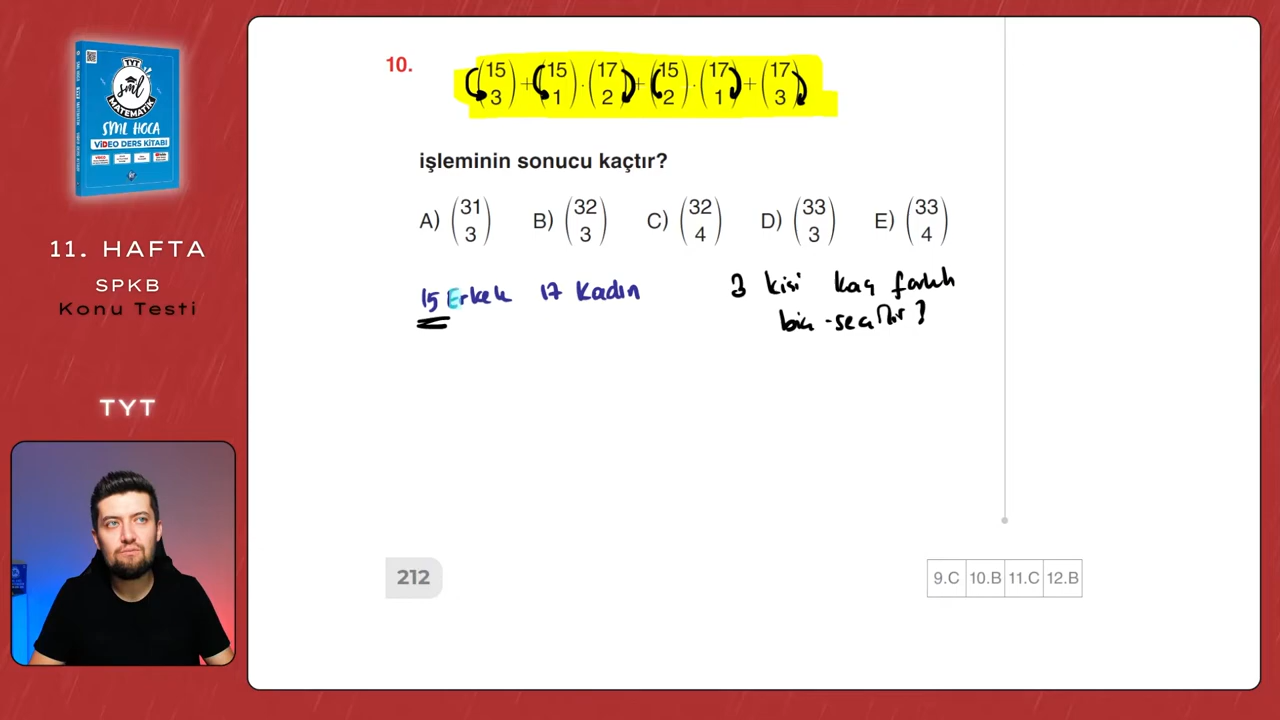 TYT
sml
MATEMATİK
SML HOCA
VİDEO DERS KİTABI
11. HAFTA
SPKB
Konu Testi
TYT
10. (15 3) + (15 1) · (17 2) + (15 2) · (17 1) + (17 3)
işleminin sonucu kaçtır?
A) (31 3) B) (32 3) C) (32 4) D) (33 3) E) (33 4)
15 Erkek 17 Kadın
3 kişi kaç farklı
212
9.C 10.B 11.C 12.B